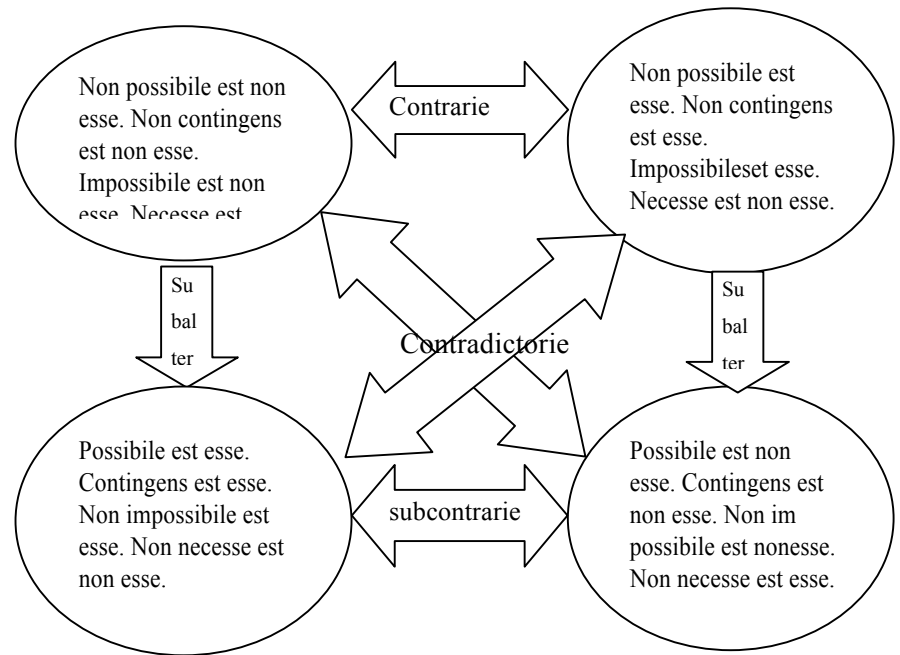 Non possibile est non
esse. Non contingens
est non esse.
Impossibile est non
esse. Necesse est
Contrarie
Non possibile est
esse. Non contingens
est esse.
Impossibileset esse.
Necesse est non esse.
Su
bal
ter
Contradictorie
Su
bal
ter
Possibile est esse.
Contingens est esse.
Non impossibile est
esse. Non necesse est
non esse.
subcontrarie
Possibile est non
esse. Contingens est
non esse. Non im
possibile est nonesse.
Non necesse est esse.